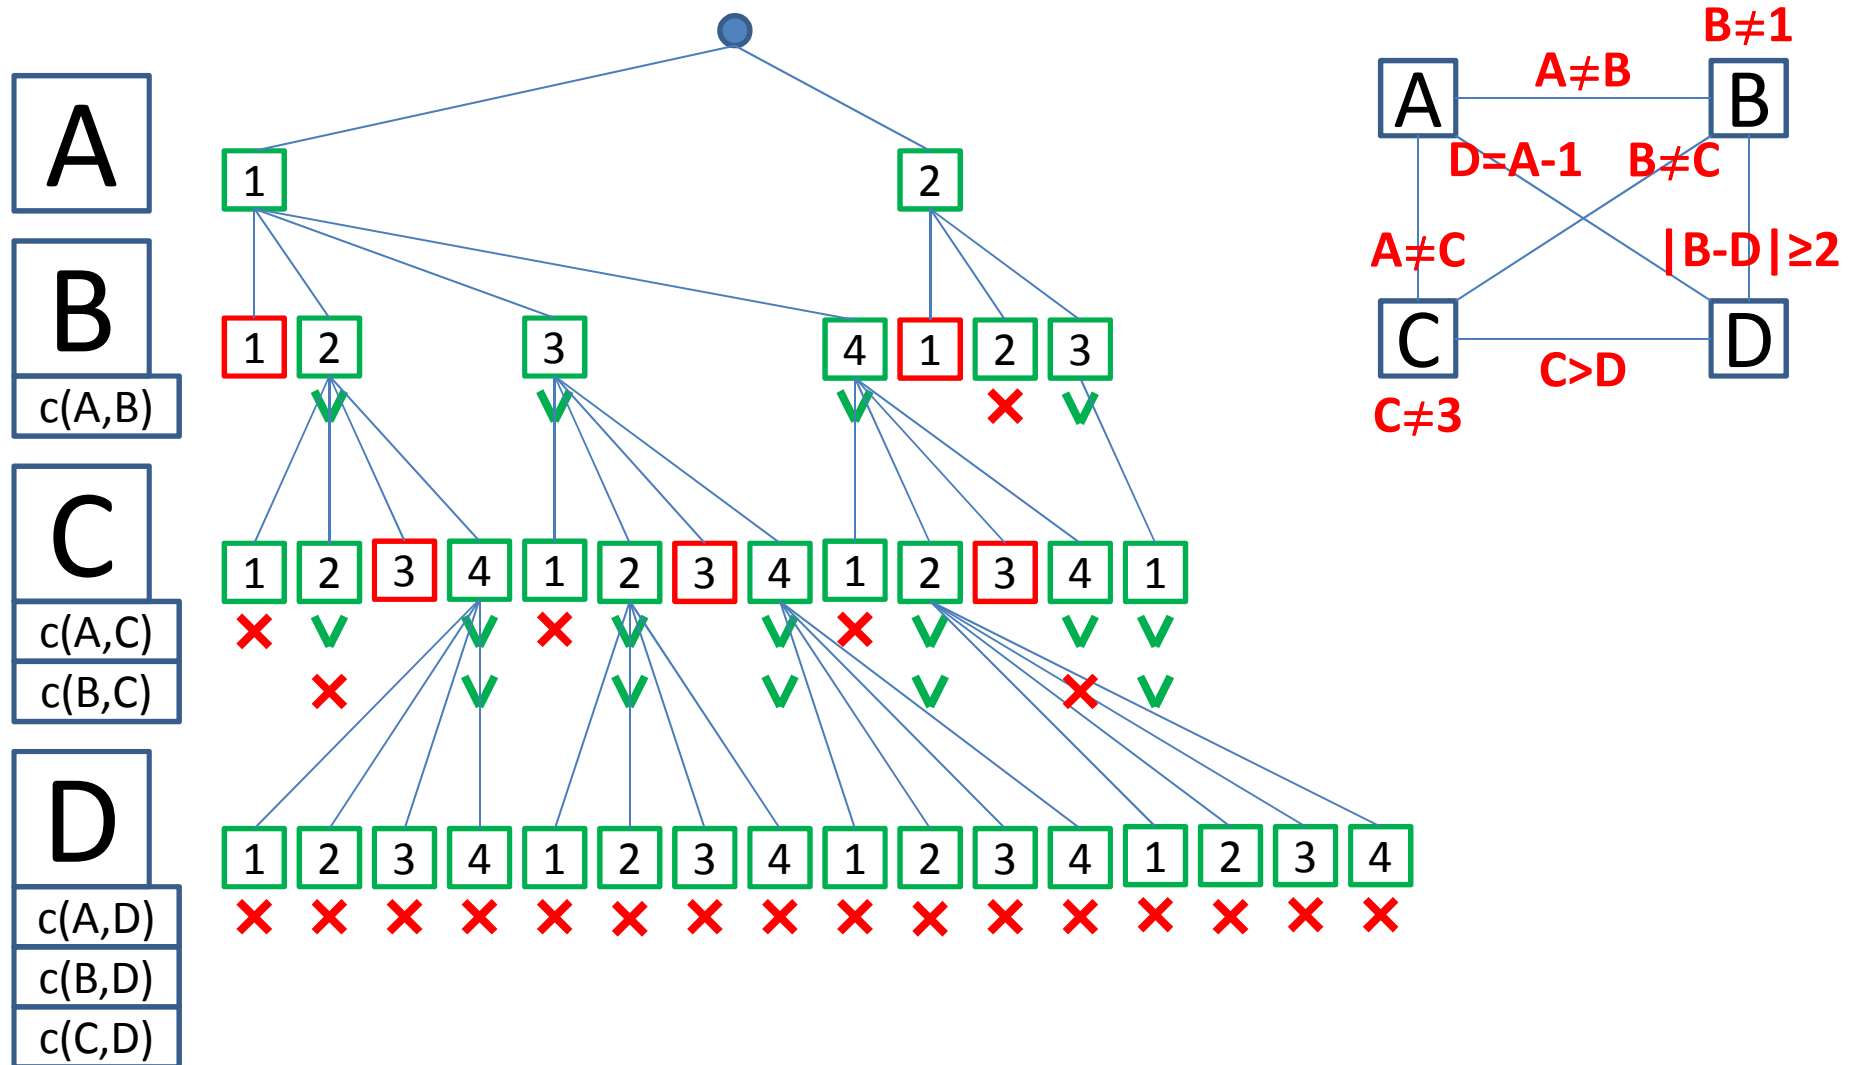 A
1 2
B
1 2 3 4 1 2 3
c(A,B)
V V V × V
C
1 2 3 4 1 2 3 4 1 2 3 4 1
c(A,C)
× V V × V V × V V V
c(B,C)
× V V V V × V
D
1 2 3 4 1 2 3 4 1 2 3 4 1 2 3 4
c(A,D)
× × × × × × × × × × × × × × × ×
c(B,D)
c(C,D)
B≠1
A≠B
A B
D=A-1 B≠C
A≠C |B-D|≥2
C D
C>D
C≠3